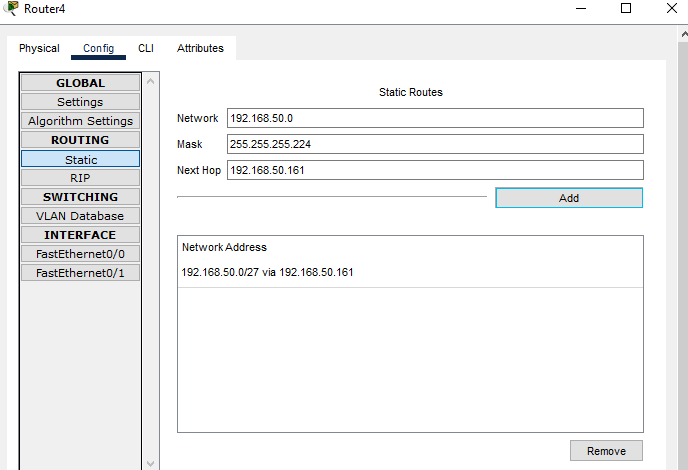 Router4
Physical Config CLI Attributes
GLOBAL
Settings
Algorithm Settings
ROUTING
Static
RIP
SWITCHING
VLAN Database
INTERFACE
FastEthernet0/0
FastEthernet0/1
Static Routes
Network 192.168.50.0
Mask 255.255.255.224
Next Hop 192.168.50.161
Add
Network Address
192.168.50.0/27 via 192.168.50.161
Remove